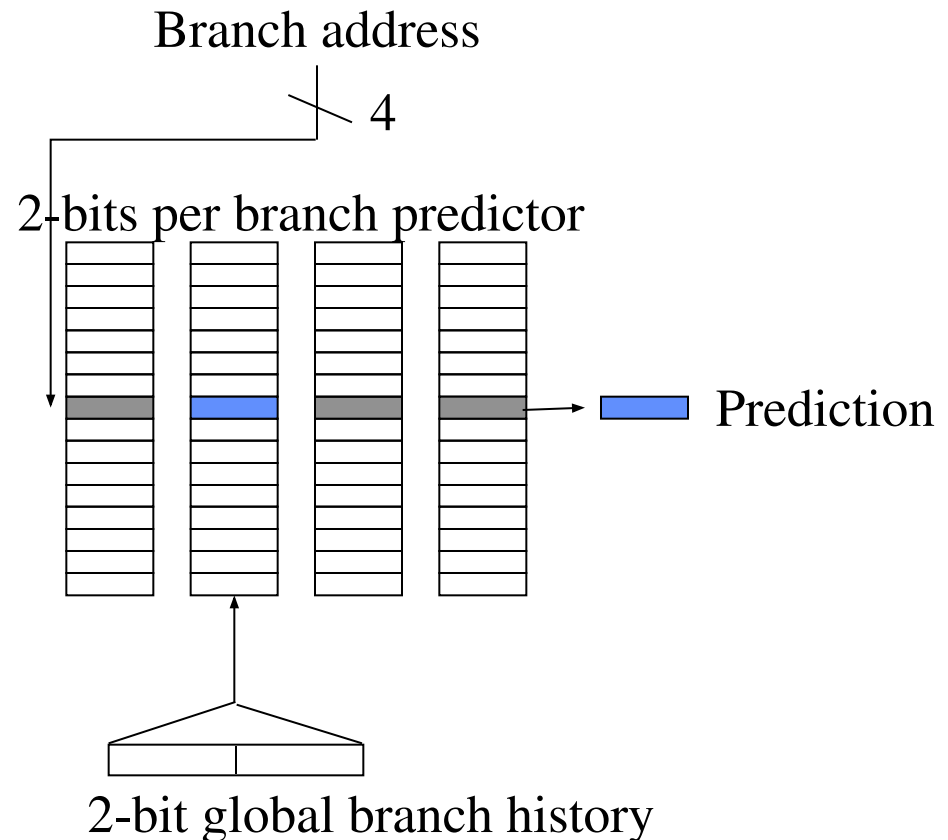 Branch address
4
2-bits per branch predictor
Prediction
2-bit global branch history